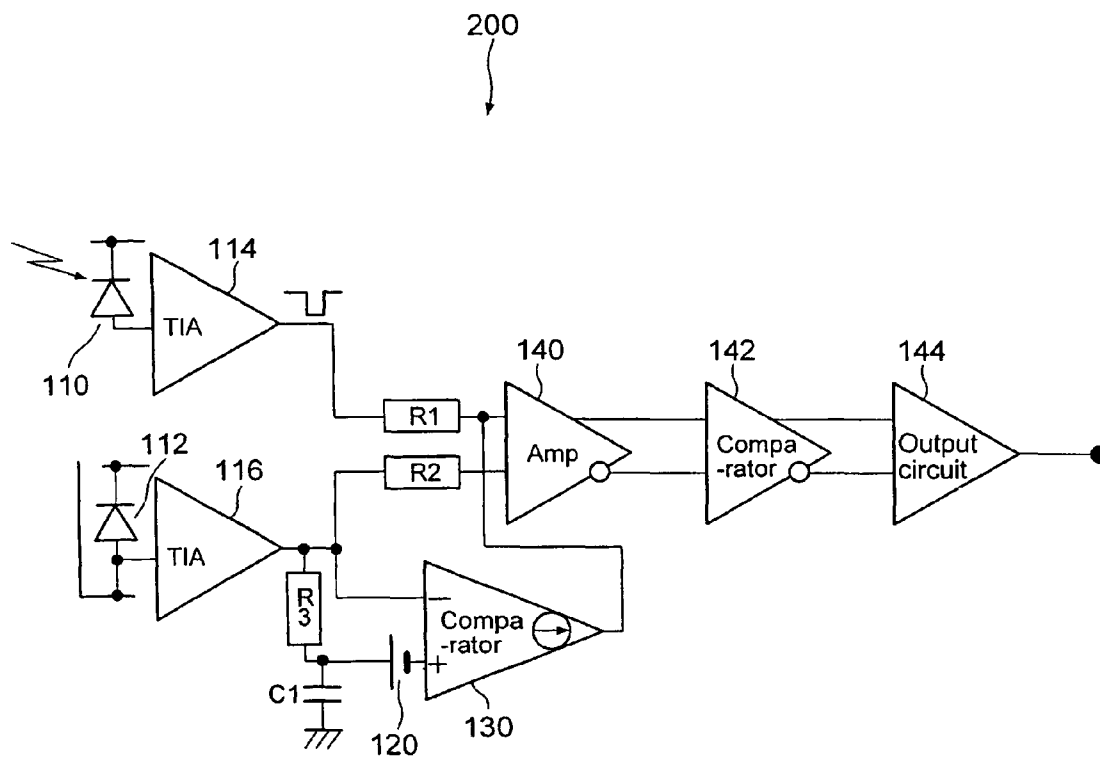 200
114
TIA
110
140
142
144
R1
Amp
Compa
-rator
Output
circuit
R2
112
116
TIA
R
3
−
Compa
-rator
+
C1
120
130